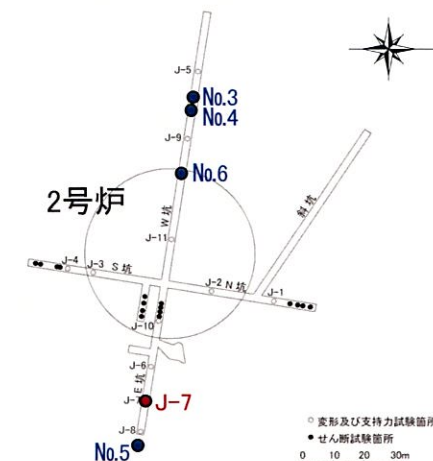 J-5
No.3
No.4
J-9
No.6
2号炉
W坑
斜坑
J-11
J-4
J-3
S坑
J-2
N坑
J-1
J-10
J-6
E坑
J-7
J-7
J-8
No.5
○ 変形及び支持力試験箇所
● せん断試験箇所
0 10 20 30m